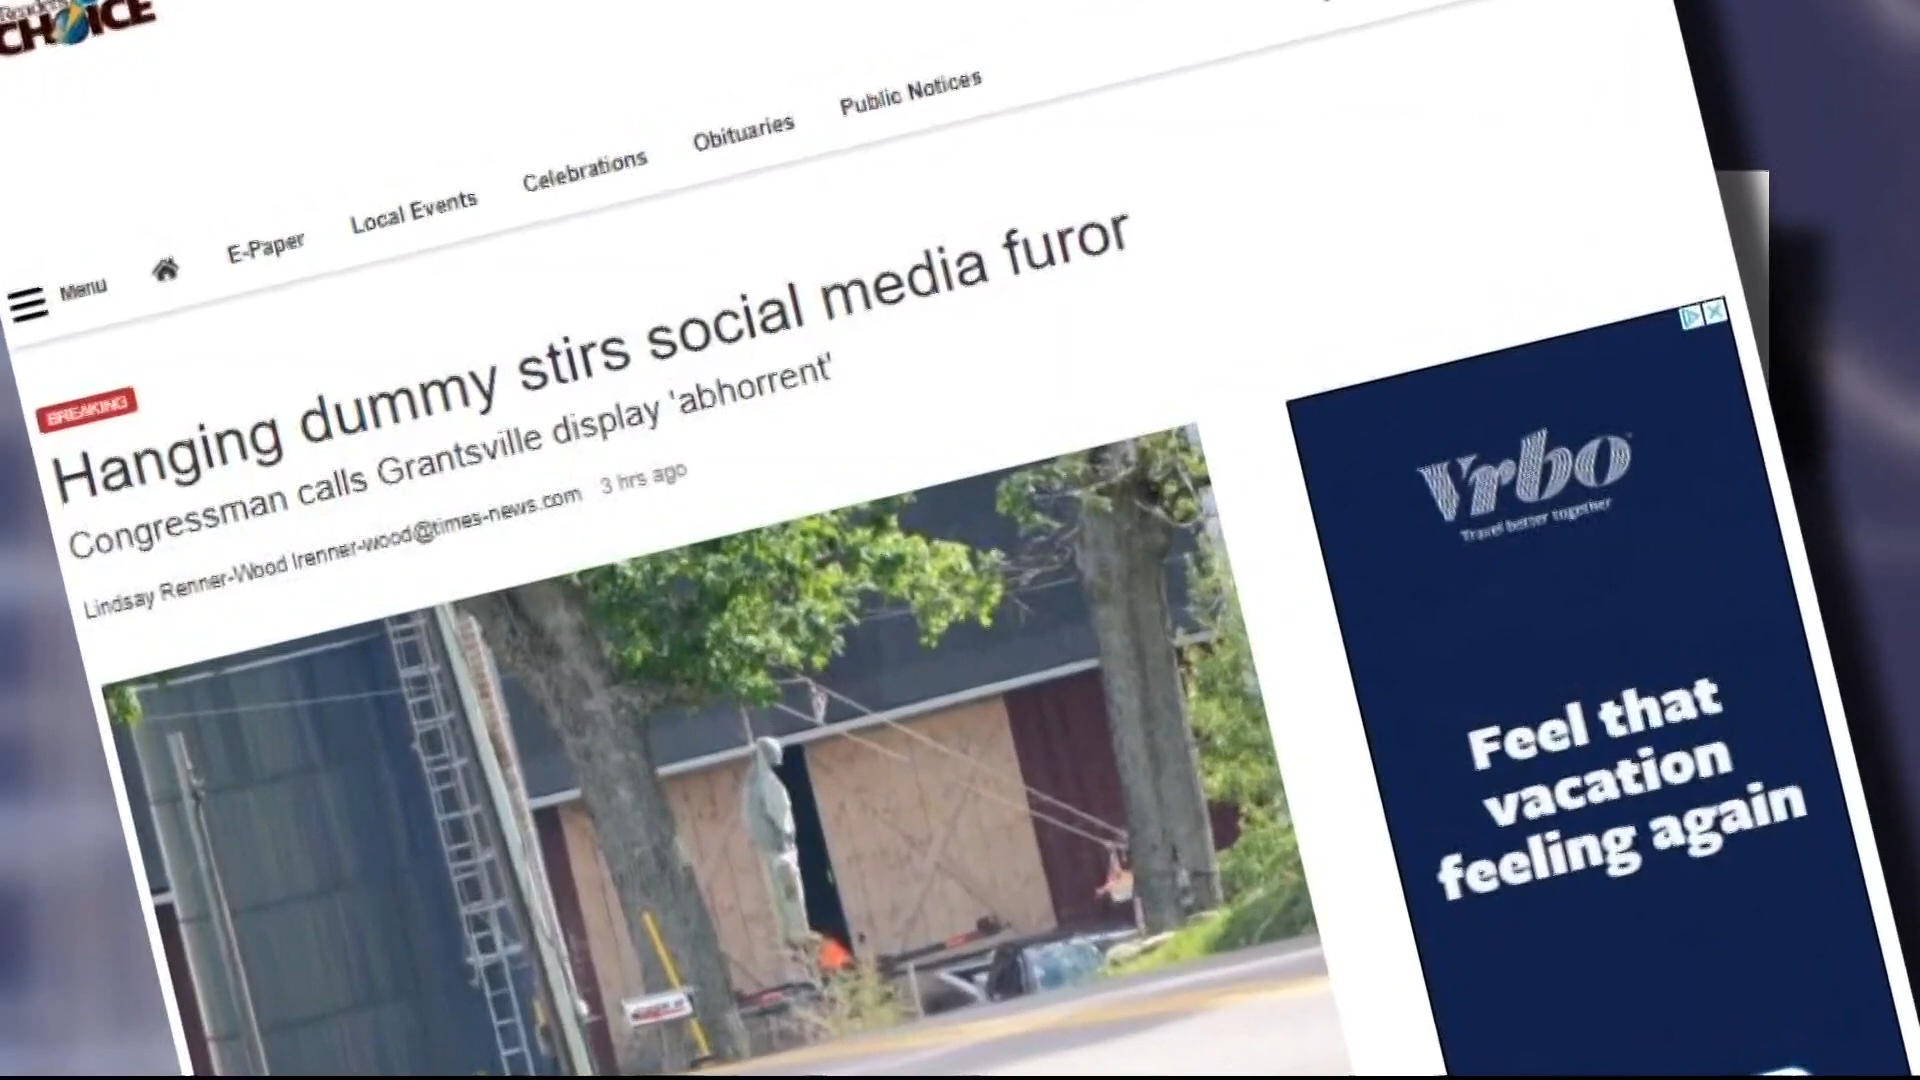 CHOICE
Menu
E-Paper
Local Events
Celebrations
Obituaries
Public Notices
BREAKING
Hanging dummy stirs social media furor
Congressman calls Grantsville display 'abhorrent'
Lindsay Renner-Wood lrenner-wood@times-news.com 3 hrs ago
Vrbo
Travel better together
Feel that
vacation
feeling again